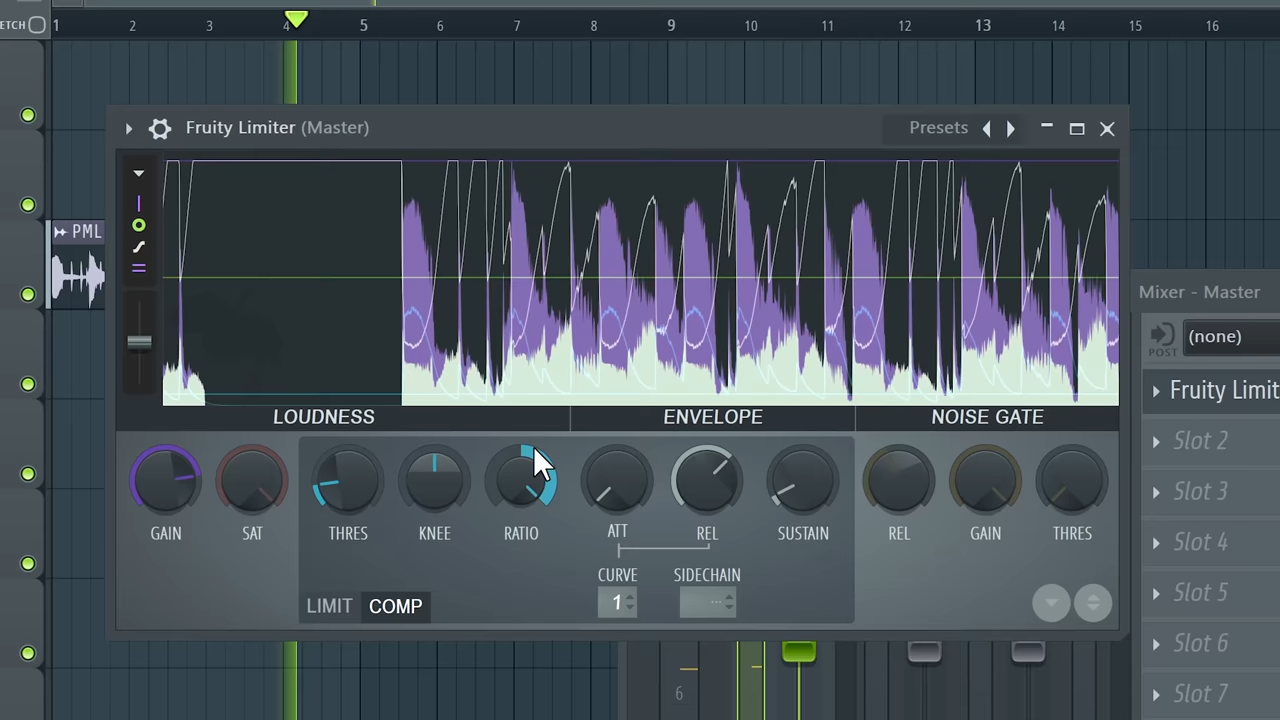 ETCH
1 2 3 4 5 6 7 8 9 10 11 12 13 14 15 16
Fruity Limiter (Master)
Presets
PML
Mixer - Master
POST
(none)
LOUDNESS ENVELOPE NOISE GATE
Fruity Limit
Slot 2
Slot 3
Slot 4
Slot 5
Slot 6
Slot 7
GAIN SAT THRES KNEE RATIO ATT REL SUSTAIN REL GAIN THRES
CURVE SIDECHAIN
LIMIT COMP 1 ---
6